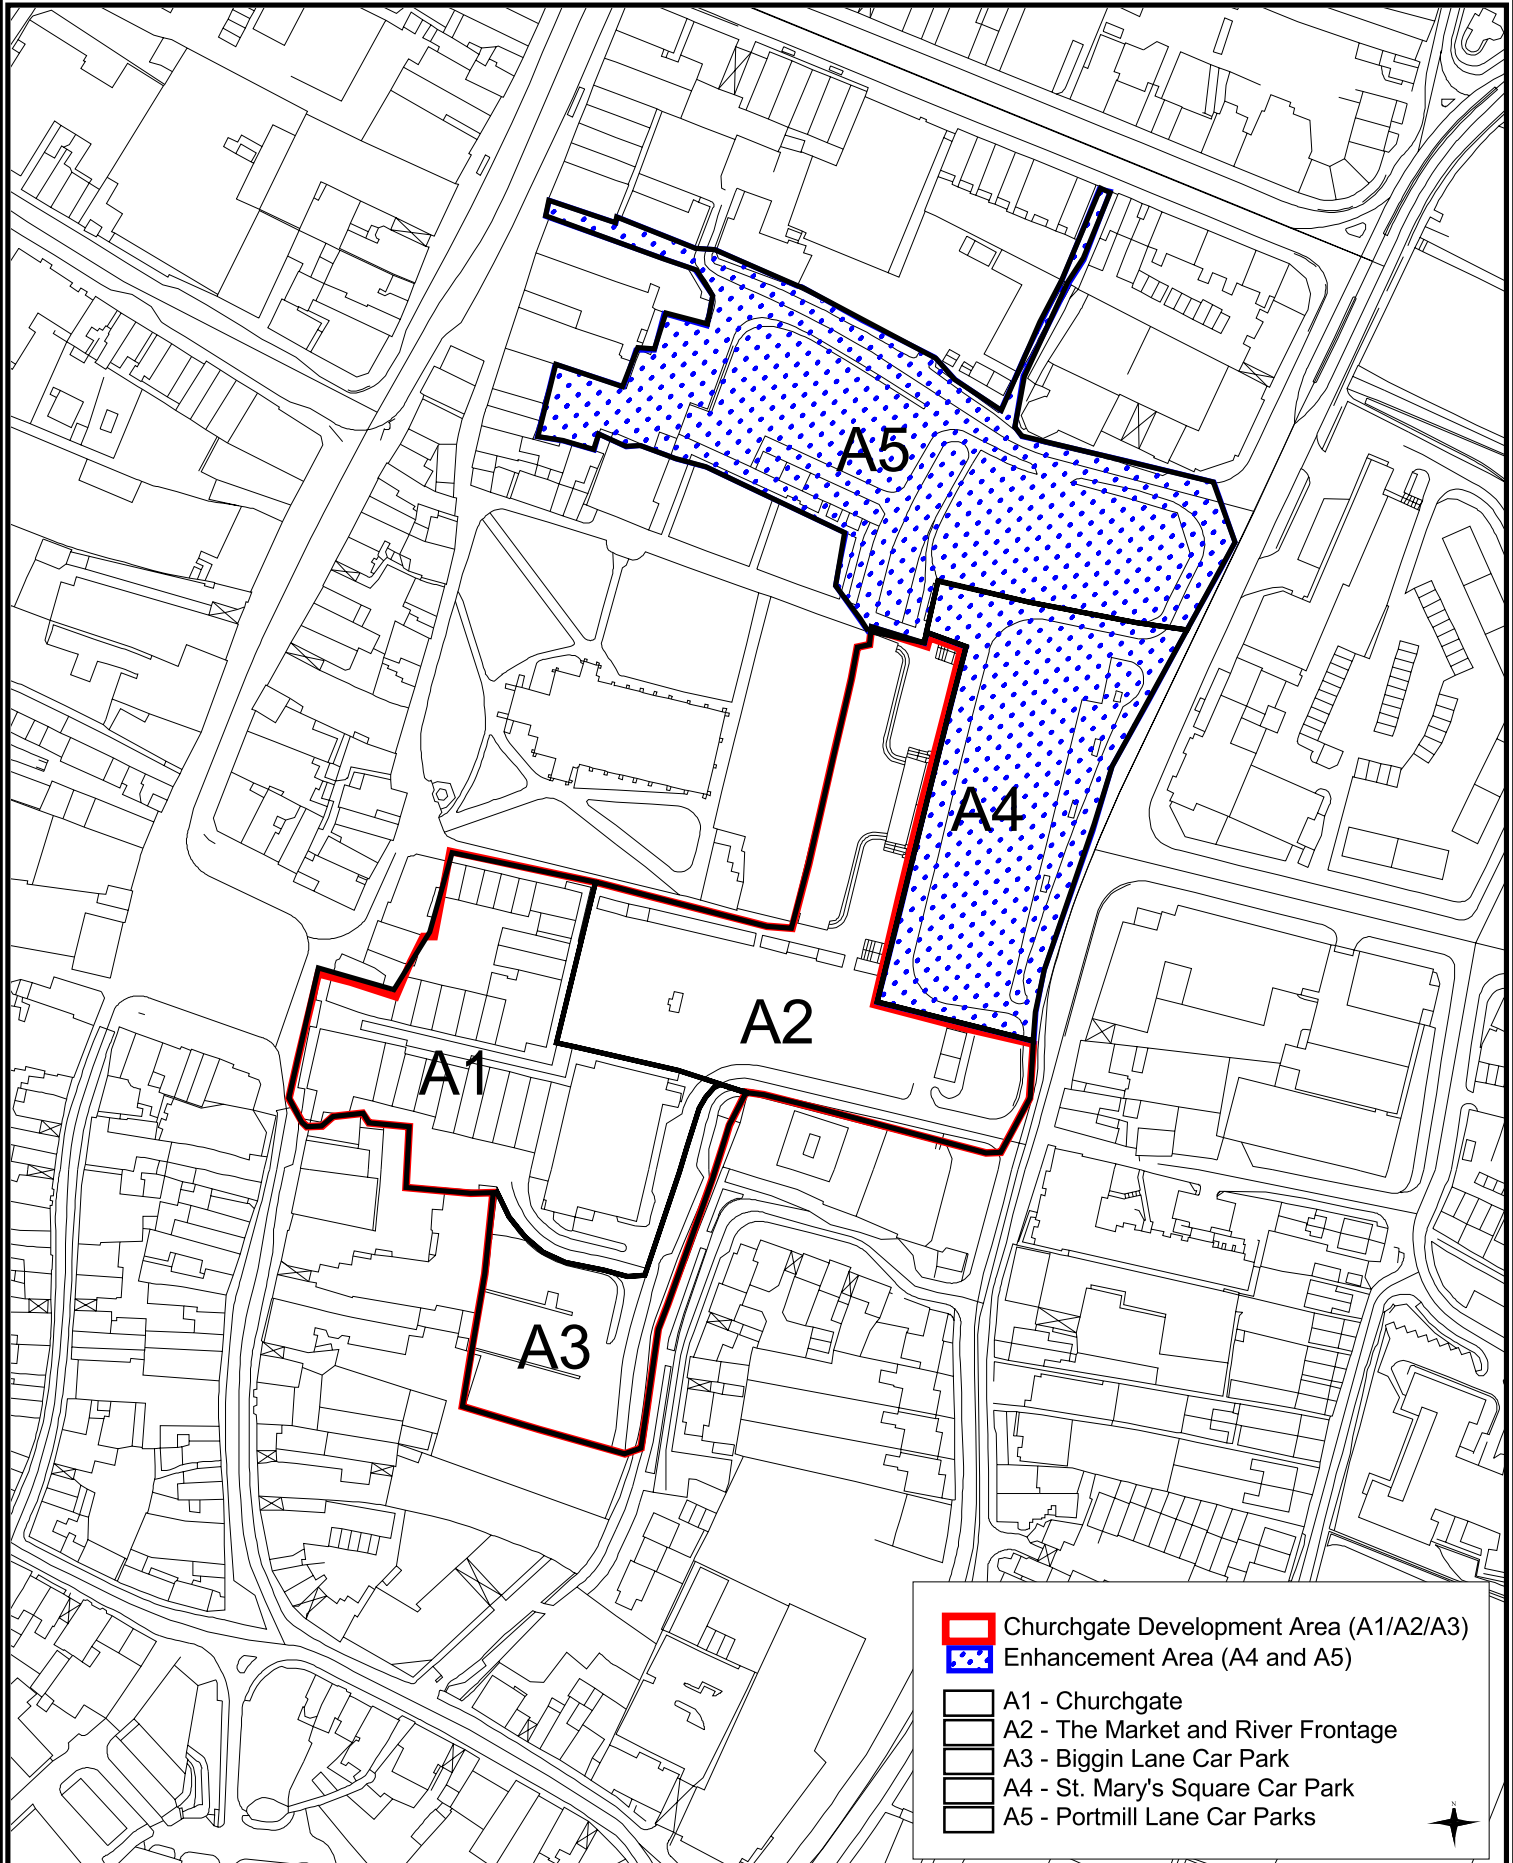 A5
A4
A2
A1
A3
Churchgate Development Area (A1/A2/A3)
Enhancement Area (A4 and A5)
A1 - Churchgate
A2 - The Market and River Frontage
A3 - Biggin Lane Car Park
A4 - St. Mary's Square Car Park
A5 - Portmill Lane Car Parks
N